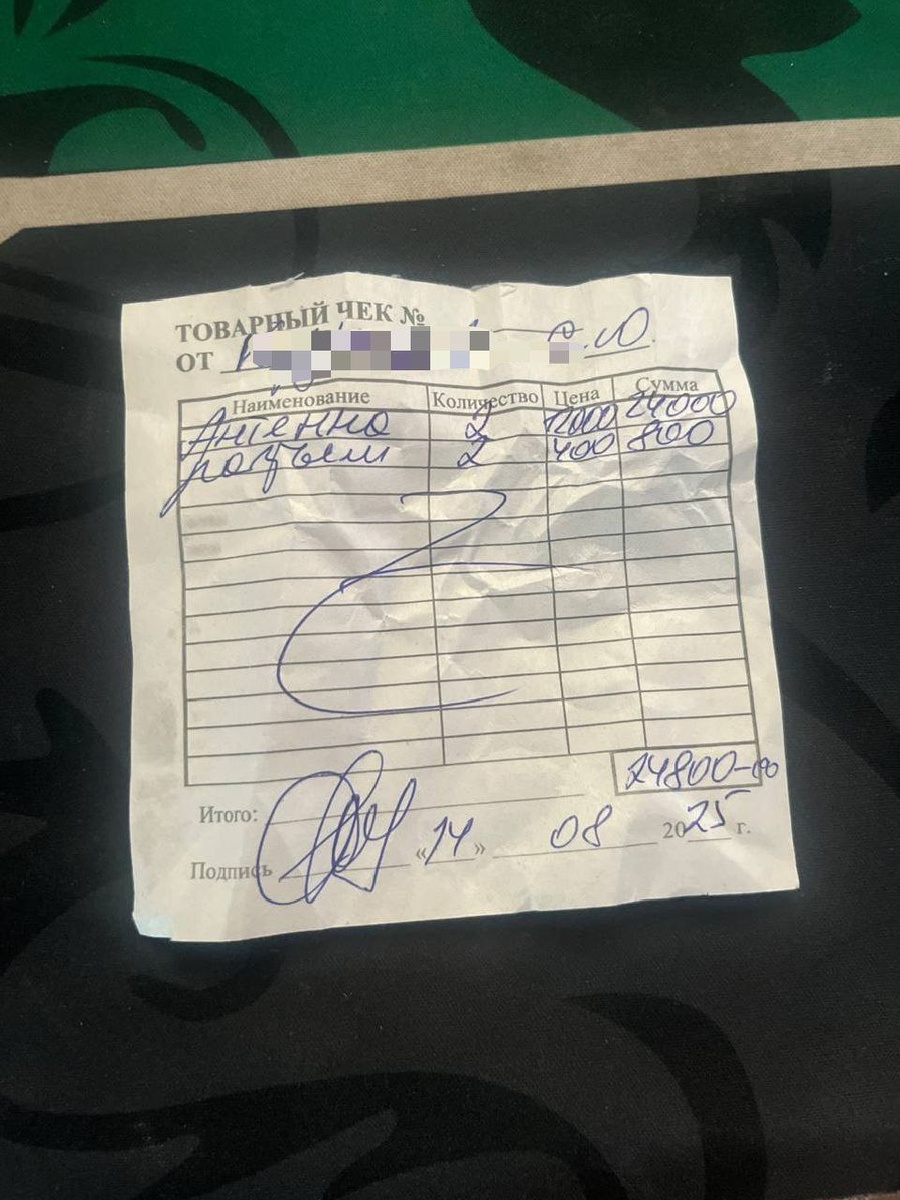 ТОВАРНЫЙ ЧЕК №
ОТ
Наименование Количество Цена Сумма
Антенна 2 12000 24000
разъем 2 400 800
24800-00
Итого:
Подпись «14» 08 2025 г.